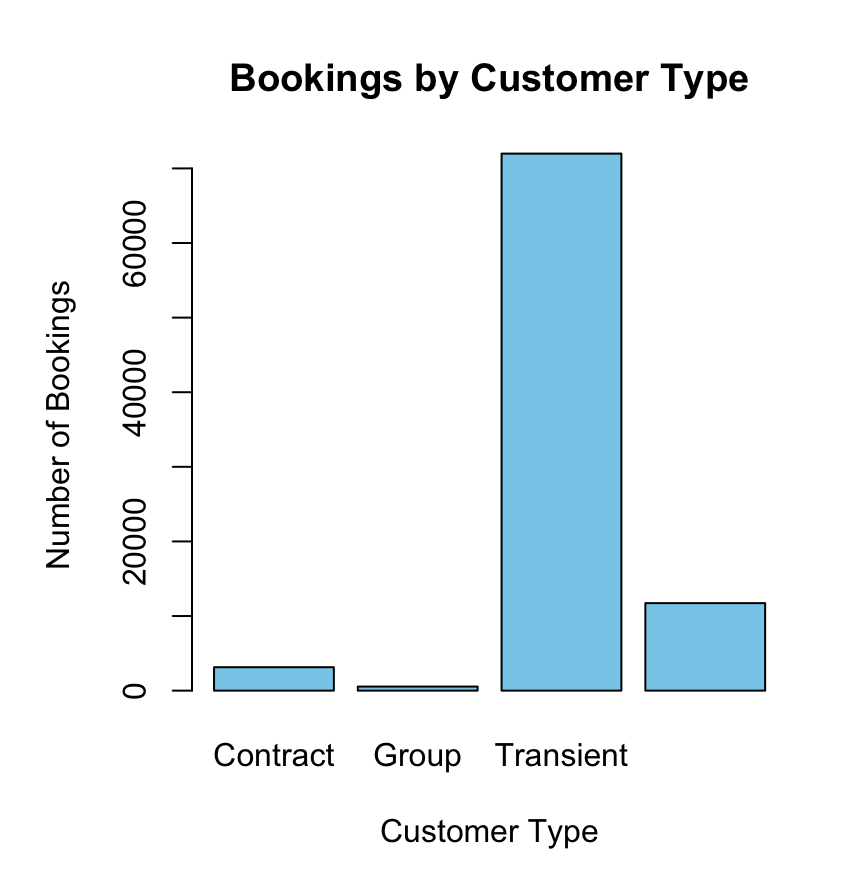 Bookings by Customer Type
Number of Bookings
60000
40000
20000
0
Contract Group Transient
Customer Type